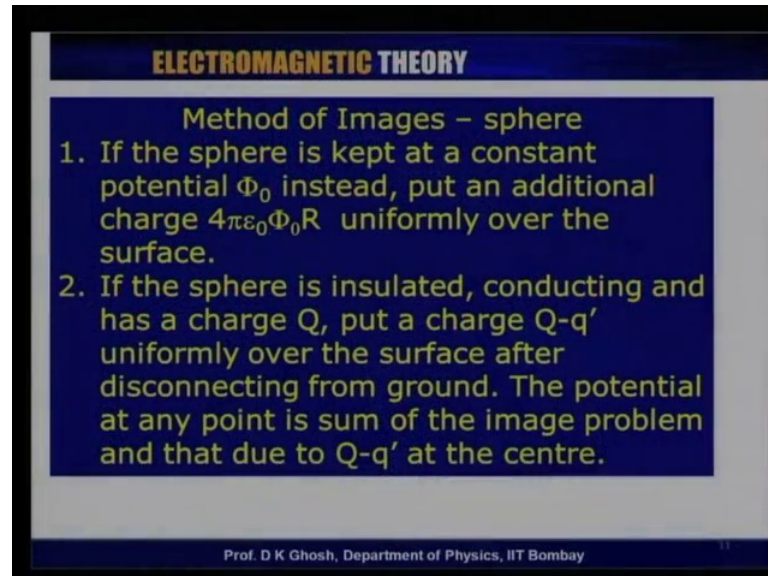 ELECTROMAGNETIC THEORY
Method of Images – sphere
1. If the sphere is kept at a constant
potential Φ₀ instead, put an additional
charge 4πε₀Φ₀R uniformly over the
surface.
2. If the sphere is insulated, conducting and
has a charge Q, put a charge Q-q′
uniformly over the surface after
disconnecting from ground. The potential
at any point is sum of the image problem
and that due to Q-q′ at the centre.
Prof. D K Ghosh, Department of Physics, IIT Bombay
11